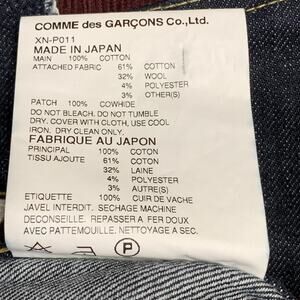 COMME des GARÇONS Co.,Ltd.
XN-P011
MADE IN JAPAN
MAIN 100% COTTON
ATTACHED FABRIC 61% COTTON
32% WOOL
4% POLYESTER
3% OTHER(S)
PATCH 100% COWHIDE
DO NOT BLEACH. DO NOT TUMBLE
DRY. COVER WITH CLOTH, USE COOL
IRON. DRY CLEAN ONLY.
FABRIQUE AU JAPON
PRINCIPAL 100% COTON
TISSU AJOUTE 61% COTON
32% LAINE
4% POLYESTER
3% AUTRE(S)
ETIQUETTE 100% CUIR DE VACHE
JAVEL INTERDIT. SECHAGE MACHINE
DECONSEILLE. REPASSER A FER DOUX
AVEC PATTEMOUILLE. NETTOYAGE A SEC.
P